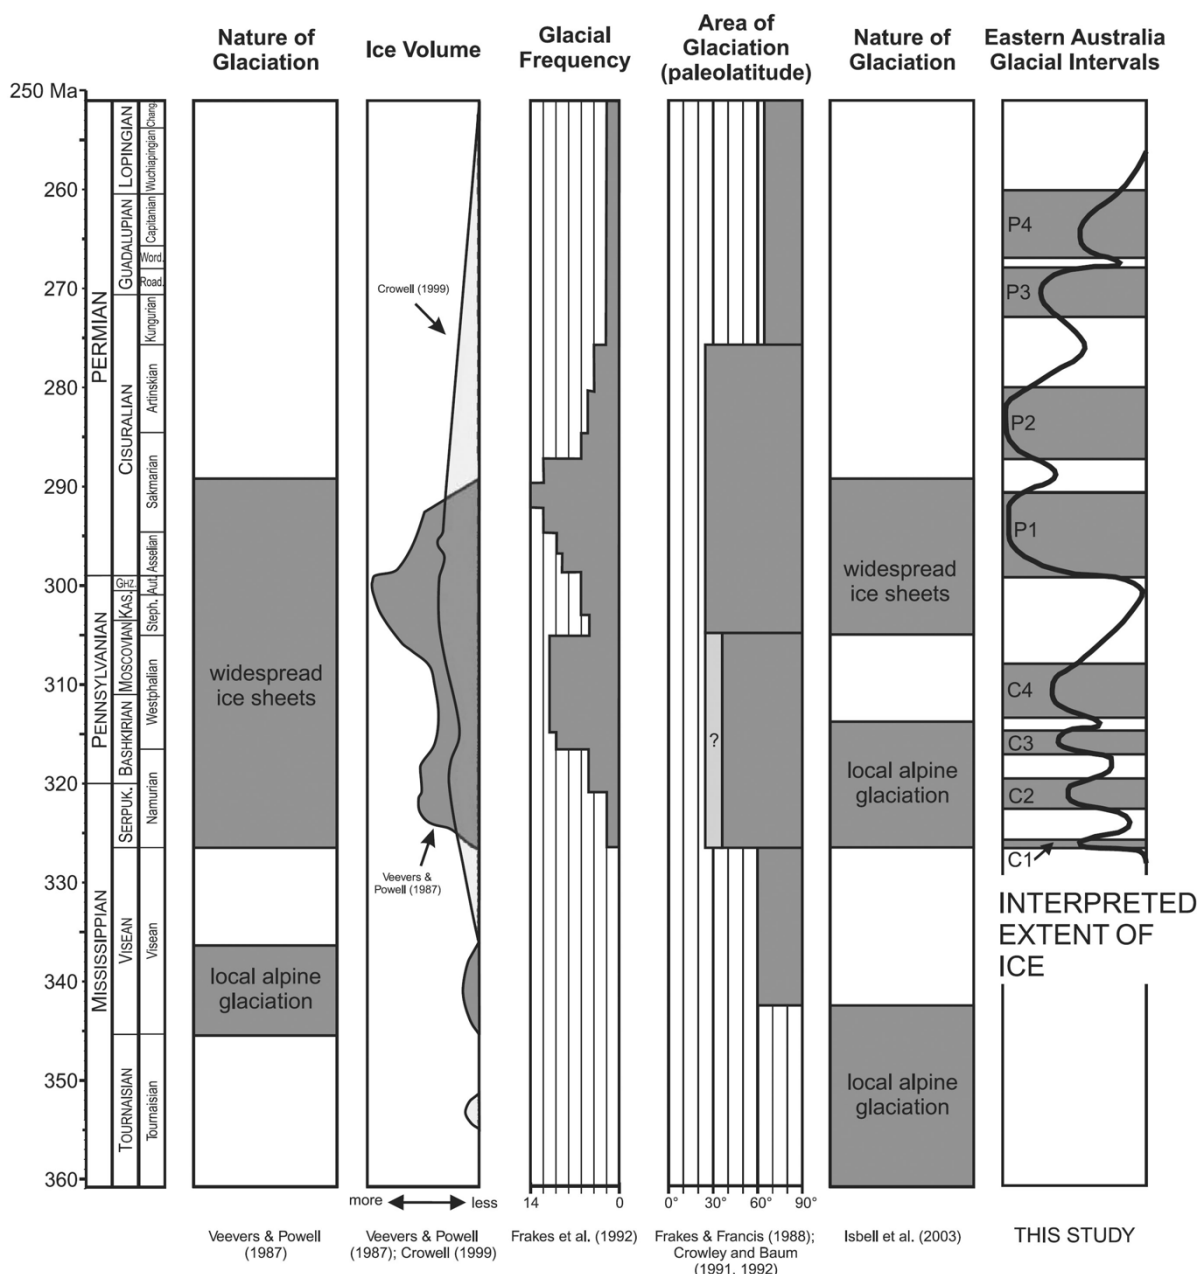 Nature of
Glaciation
Ice Volume
Glacial
Frequency
Area of
Glaciation
(paleolatitude)
Nature of
Glaciation
Eastern Australia
Glacial Intervals
250 Ma
260
270
280
290
300
310
320
330
340
350
360
PERMIAN
PENNSYLVANIAN
MISSISSIPPIAN
LOPINGIAN
GUADALUPIAN
CISURALIAN
GHZ.
KAS.
MOSCOVIAN
BASHKIRIAN
SERPUK.
VISEAN
TOURNAISIAN
Chang.
Wuchiapingian
Capitanian
Word.
Road.
Kungurian
Artinskian
Sakmarian
Asselian
Aut.
Steph.
Westphalian
Namurian
Visean
Tournaisian
widespread
ice sheets
local alpine
glaciation
Crowell (1999)
Veevers &
Powell (1987)
more
less
14
0
?
0°
30°
60°
90°
widespread
ice sheets
local alpine
glaciation
local alpine
glaciation
P4
P3
P2
P1
C4
C3
C2
C1
INTERPRETED
EXTENT OF
ICE
Veevers & Powell
(1987)
Veevers & Powell
(1987); Crowell (1999)
Frakes et al. (1992)
Frakes & Francis (1988);
Crowley and Baum
(1991, 1992)
Isbell et al. (2003)
THIS STUDY